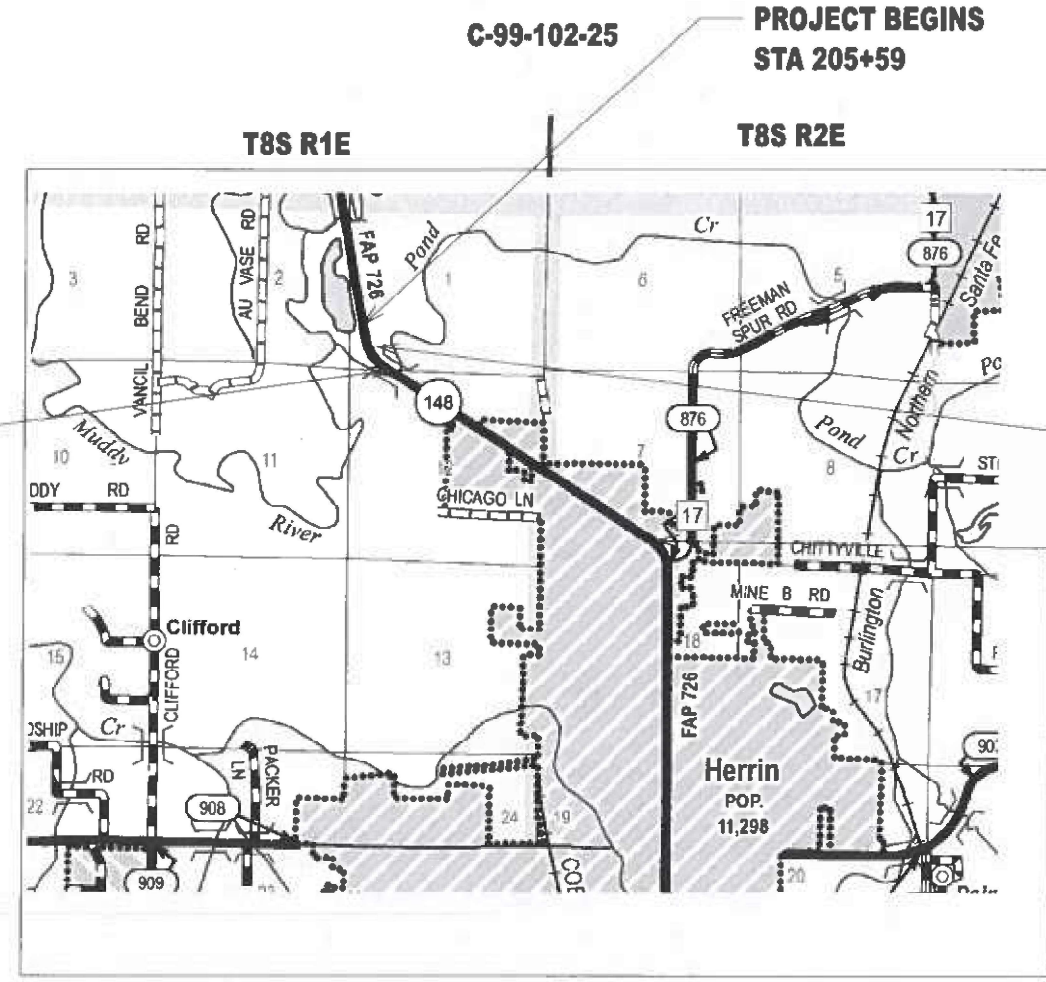 C-99-102-25
PROJECT BEGINS
STA 205+59
T8S R1E
T8S R2E
3
VANCIL BEND RD
AU VASE RD
2
FAP 726
Pond
1
Cr
6
5
17
876
Santa Fe
FREEMAN
SPUR RD
148
876
Northern
Pond
Cr
Muddy
River
10
11
7
8
DDY RD
RD
CHICAGO LN
17
CHITTYVILLE
MINE B RD
Burlington
Clifford
15
14
13
18
17
CLIFFORD
FAP 726
Cr
DSHIP
RD
PACKER
LN
22
908
24
19
Herrin
POP.
11,298
909
20